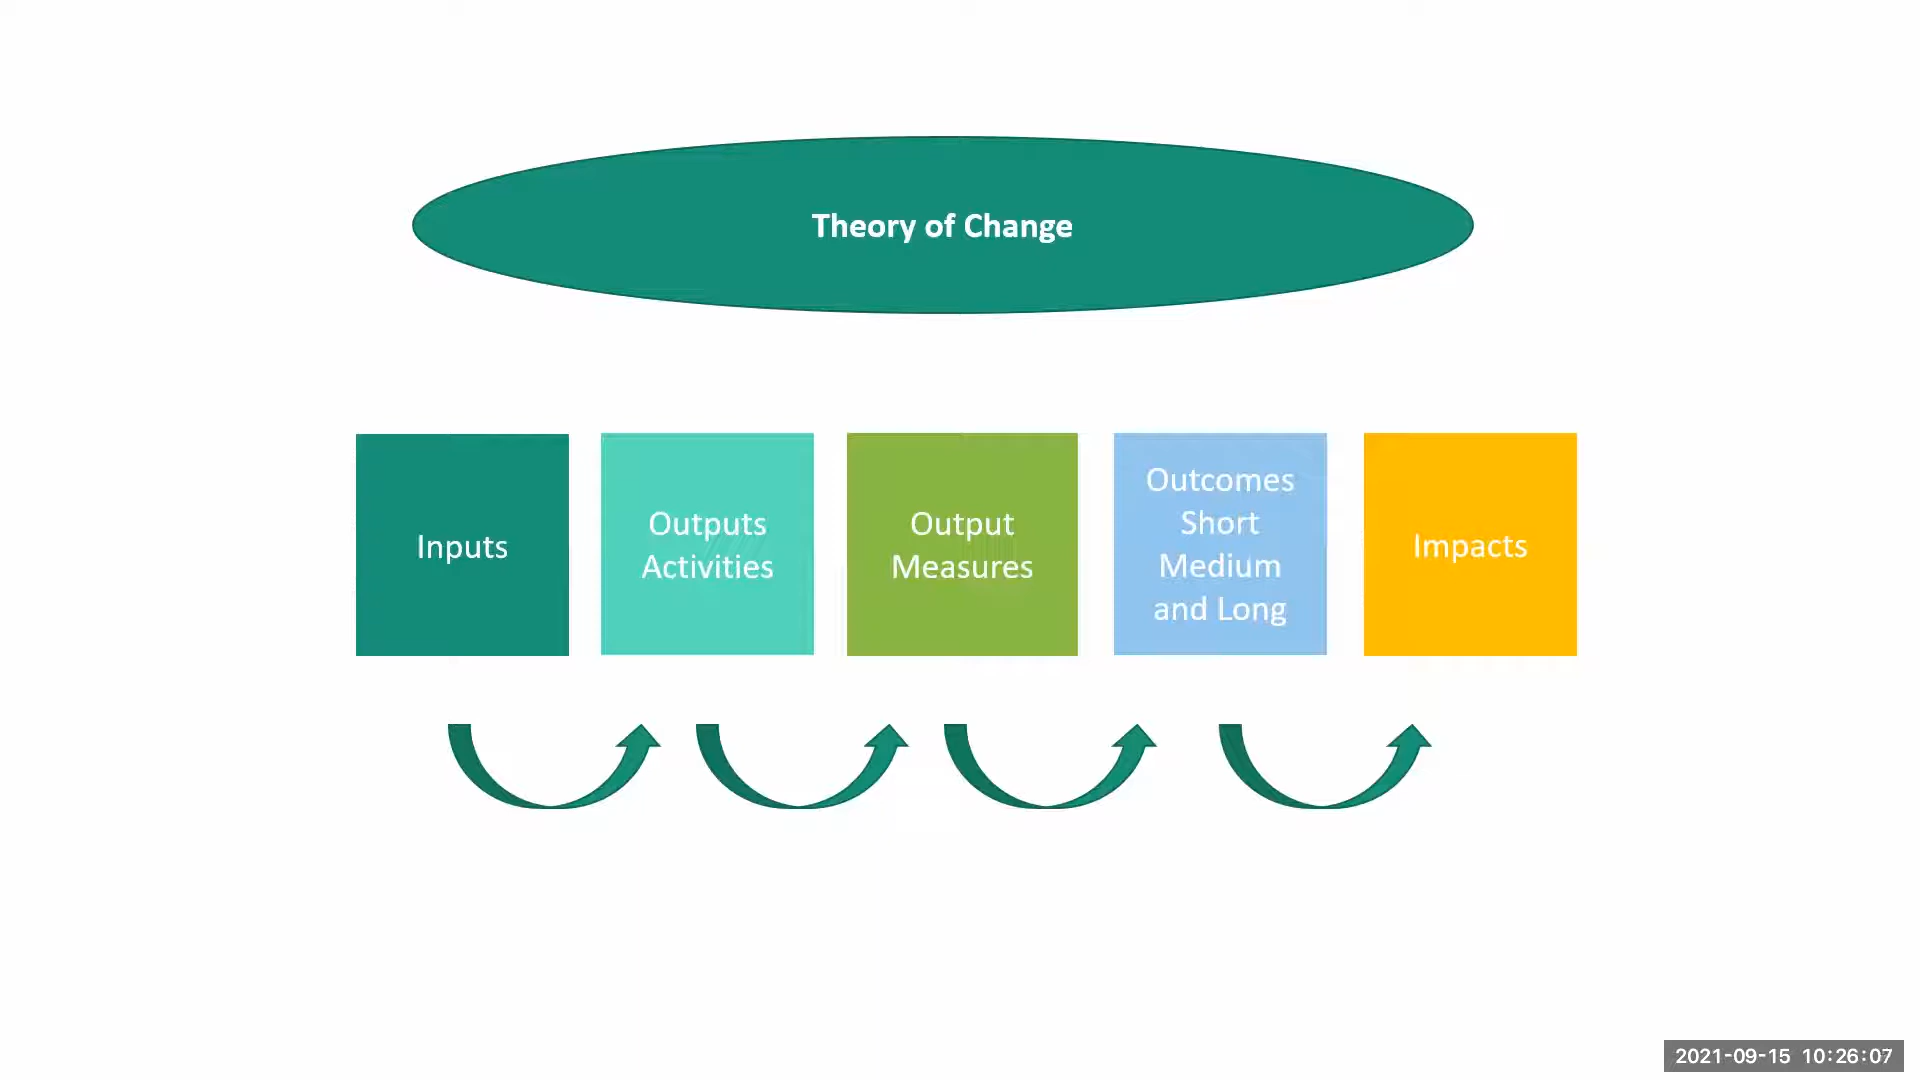 Theory of Change
Inputs
Outputs
Activities
Output
Measures
Outcomes
Short
Medium
and Long
Impacts
2021-09-15 10:26:07